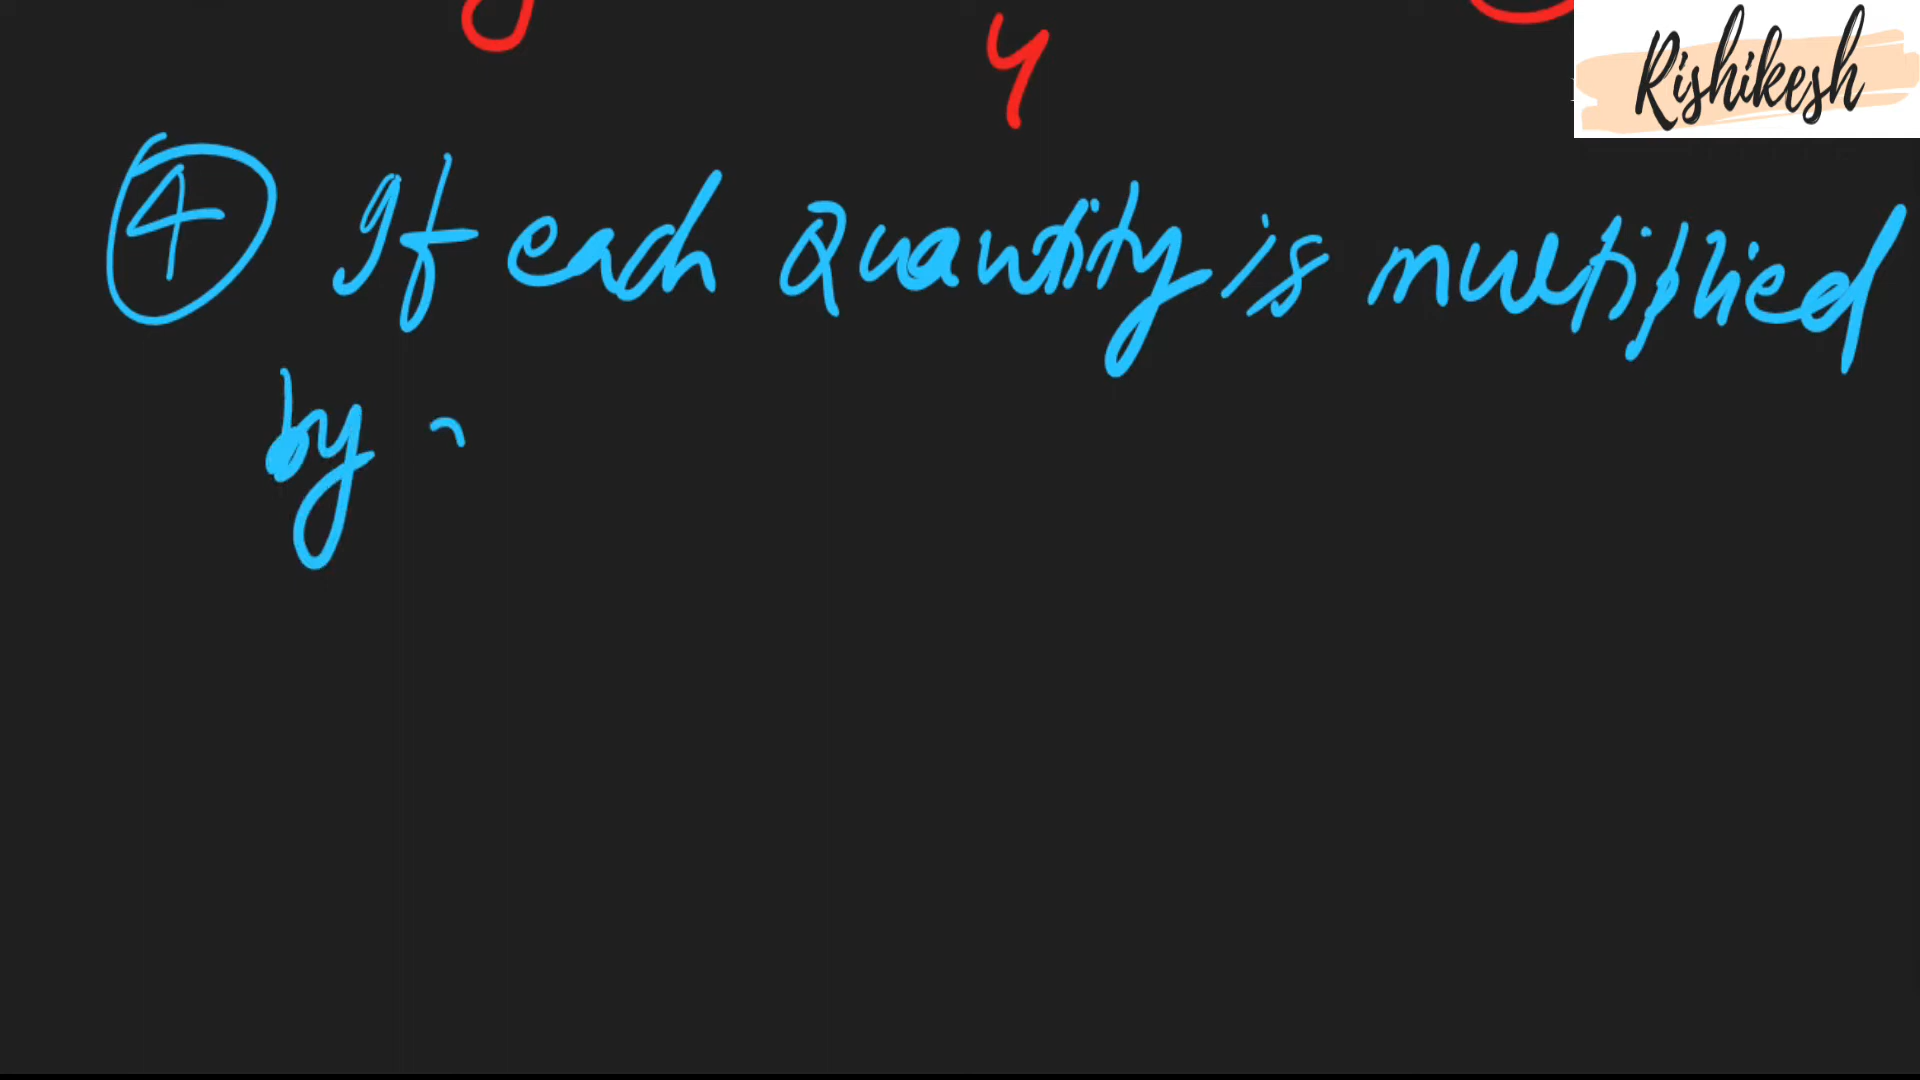 y
Rishikesh
④ If each Quantity is multiplied
by